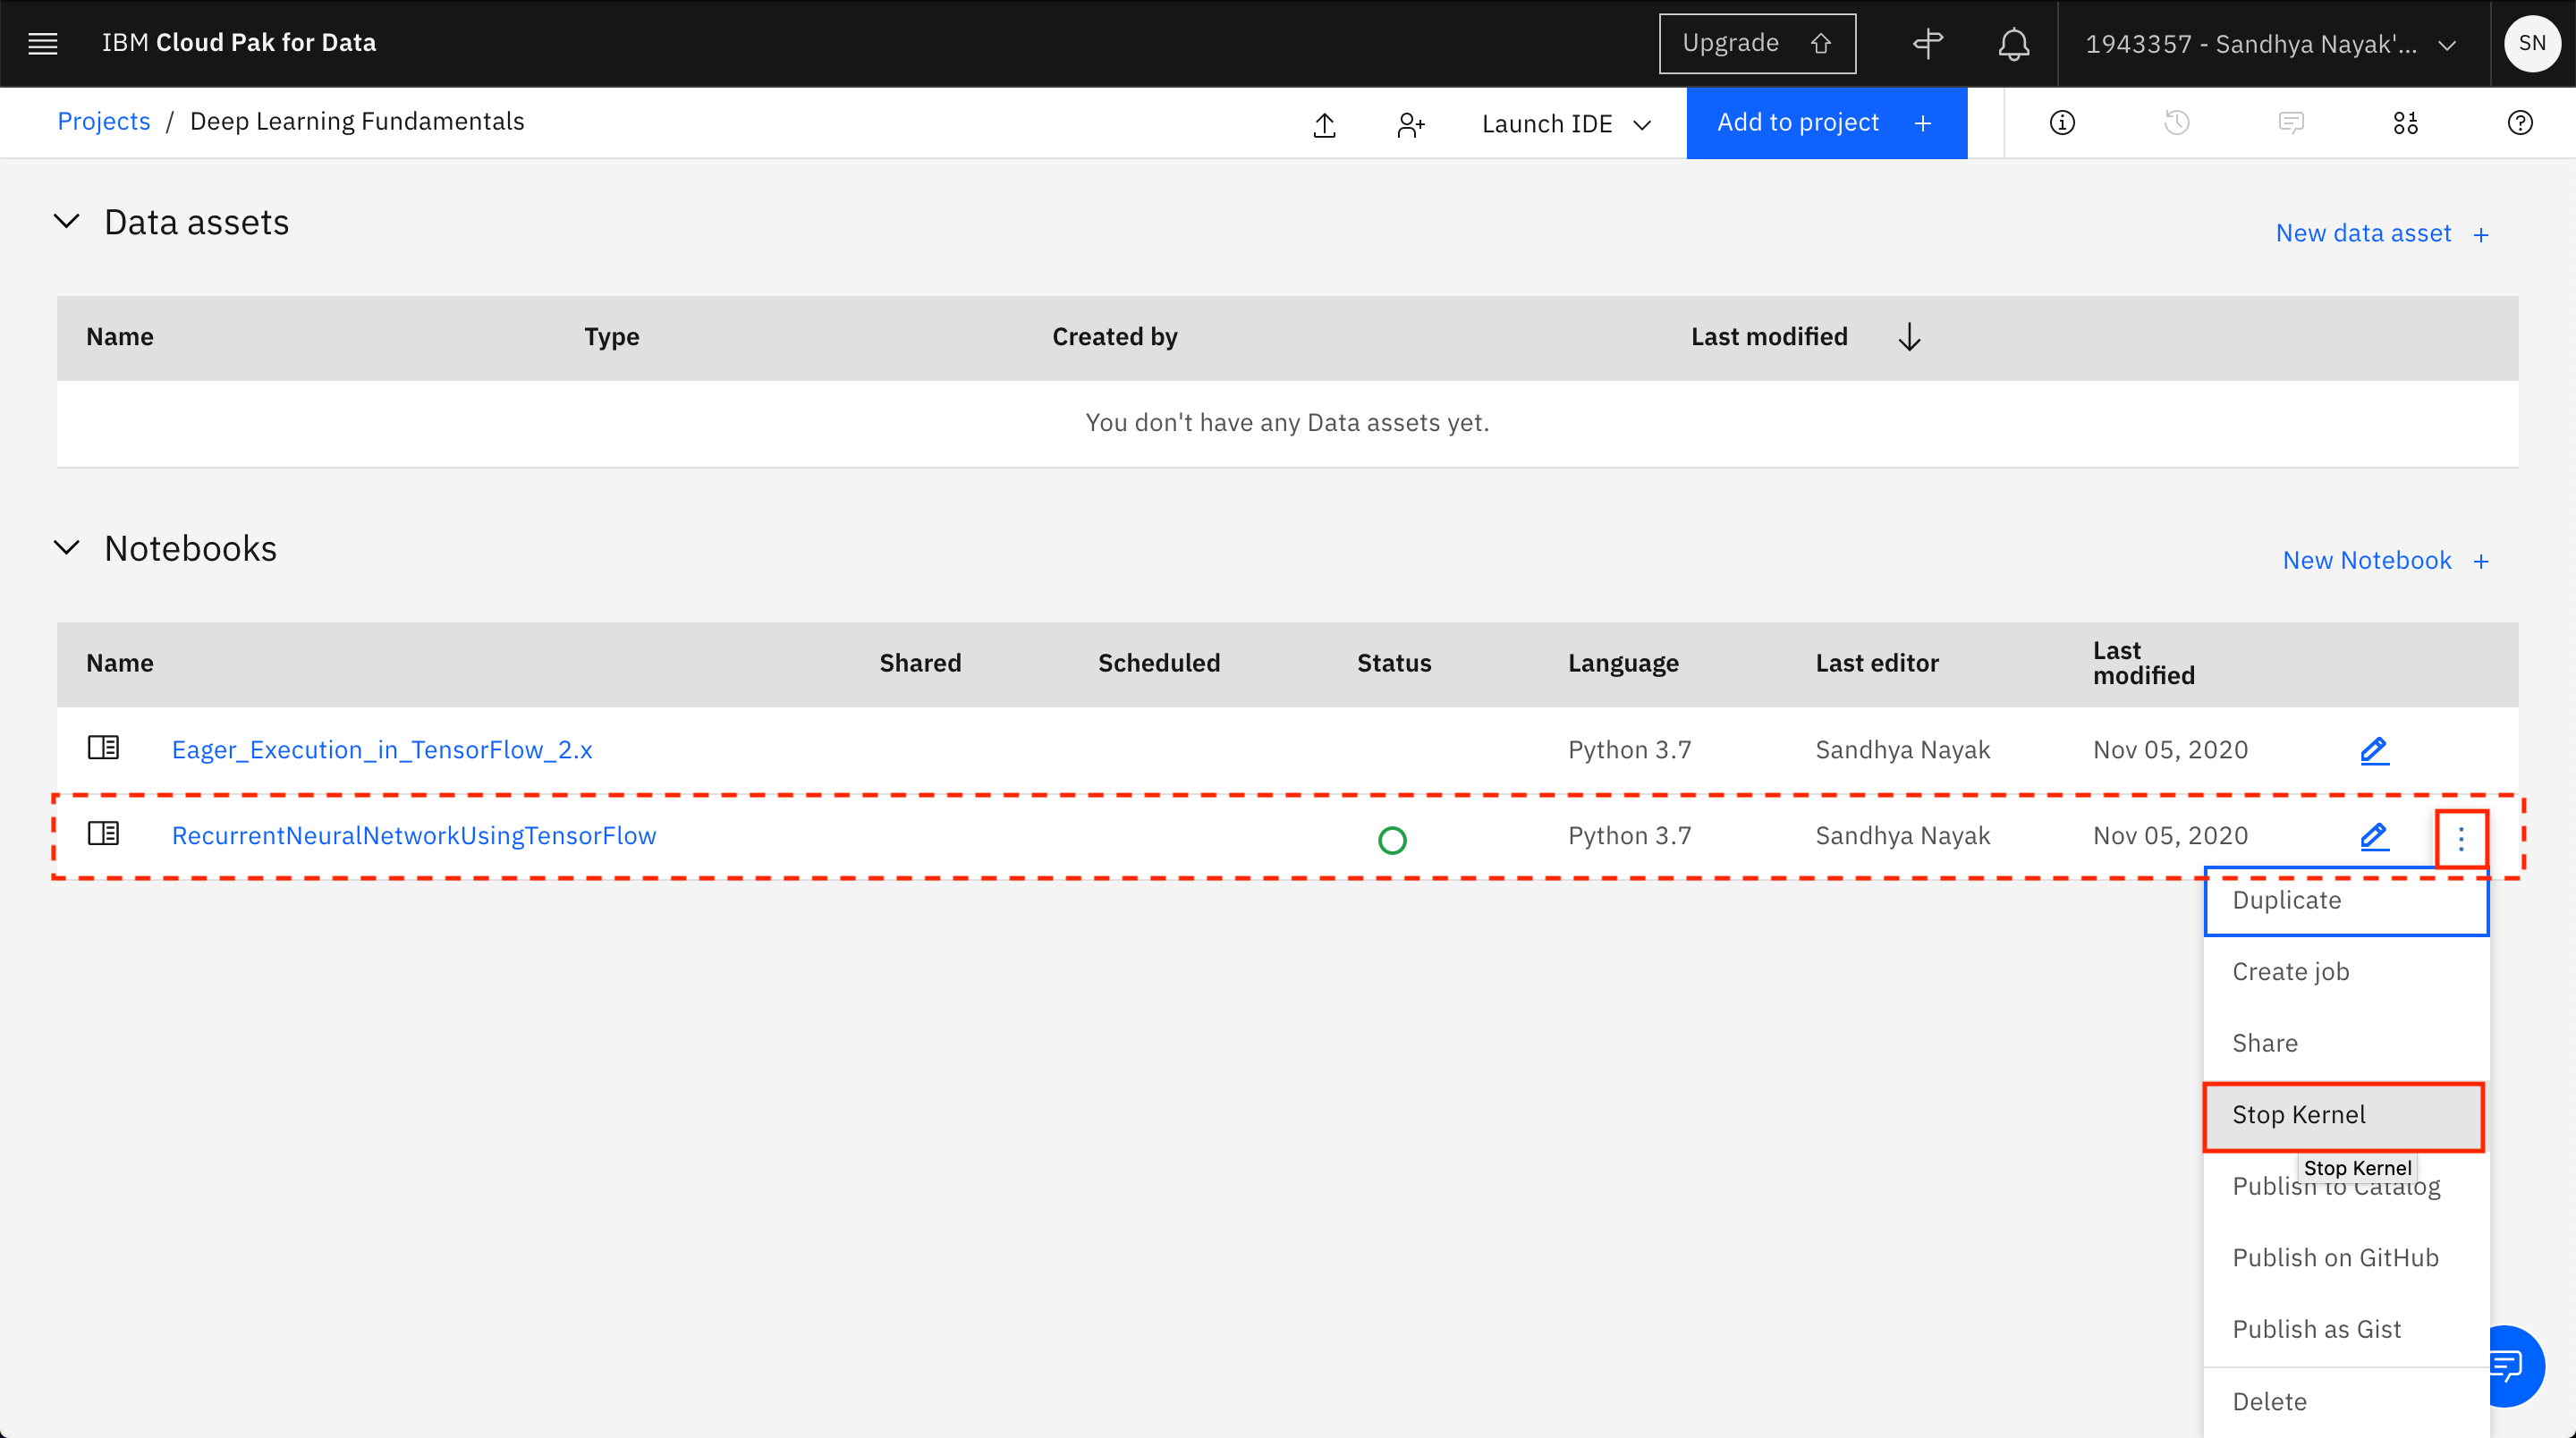 IBM Cloud Pak for Data
Upgrade
1943357 - Sandhya Nayak'...
SN
Projects / Deep Learning Fundamentals
Launch IDE
Add to project +
Data assets
New data asset +
Name Type Created by Last modified
You don't have any Data assets yet.
Notebooks
New Notebook +
Name Shared Scheduled Status Language Last editor Last modified
Eager_Execution_in_TensorFlow_2.x Python 3.7 Sandhya Nayak Nov 05, 2020
RecurrentNeuralNetworkUsingTensorFlow Python 3.7 Sandhya Nayak Nov 05, 2020
Duplicate
Create job
Share
Stop Kernel
Stop Kernel
Publish to Catalog
Publish on GitHub
Publish as Gist
Delete